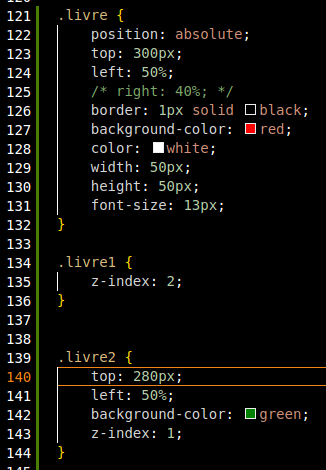 121 .livre {
122 position: absolute;
123 top: 300px;
124 left: 50%;
125 /* right: 40%; */
126 border: 1px solid black;
127 background-color: red;
128 color: white;
129 width: 50px;
130 height: 50px;
131 font-size: 13px;
132 }
133
134 .livre1 {
135 z-index: 2;
136 }
137
138
139 .livre2 {
140 top: 280px;
141 left: 50%;
142 background-color: green;
143 z-index: 1;
144 }